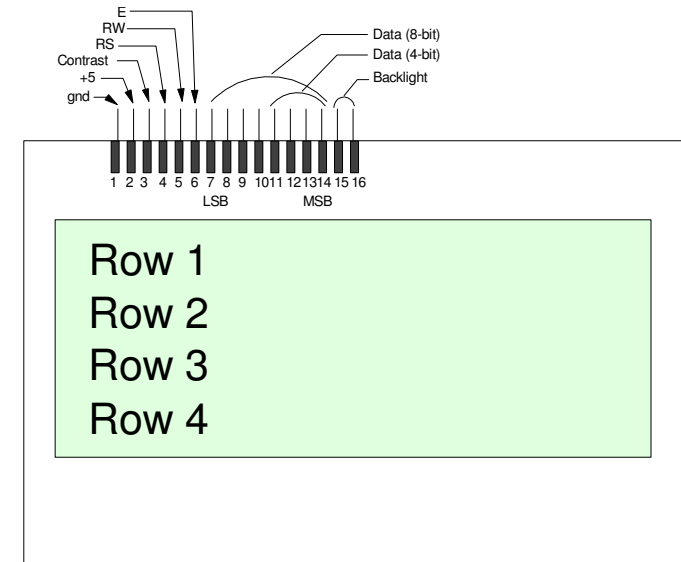 E
RW
RS
Contrast
+5
gnd
Data (8-bit)
Data (4-bit)
Backlight
1 2 3 4 5 6 7 8 9 10 11 12 13 14 15 16
LSB MSB
Row 1
Row 2
Row 3
Row 4